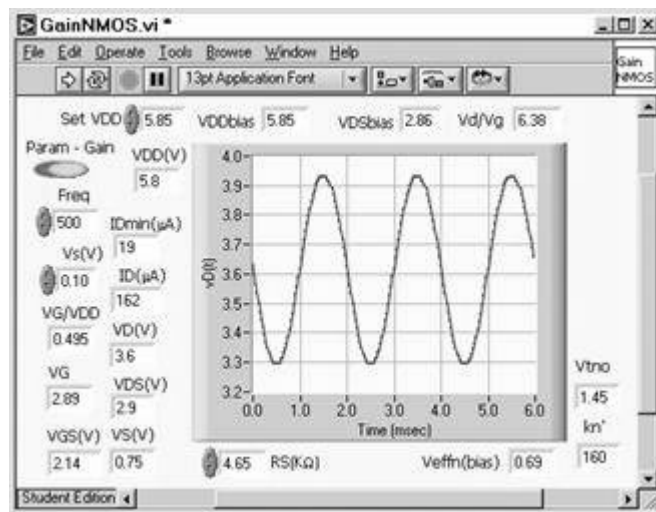 GainNMOS.vi *
File Edit Operate Tools Browse Window Help
13pt Application Font
Gain NMOS
Set VDD 5.85 VDDbias 5.85 VDSbias 2.86 Vd/Vg 6.38
Param - Gain
VDD(V)
5.8
Freq
500
IDmin(μA)
19
Vs(V)
0.10
ID(μA)
162
VG/VDD
0.495
VD(V)
3.6
VG
2.89
VDS(V)
2.9
VGS(V) VS(V)
2.14 0.75
vD(t)
4.0
3.9
3.8
3.7
3.6
3.5
3.4
3.3
3.2
0.0 1.0 2.0 3.0 4.0 5.0 6.0
Time (msec)
Vtno
1.45
kn'
160
4.65 RS(KΩ) Veffn(bias) 0.69
Student Edition